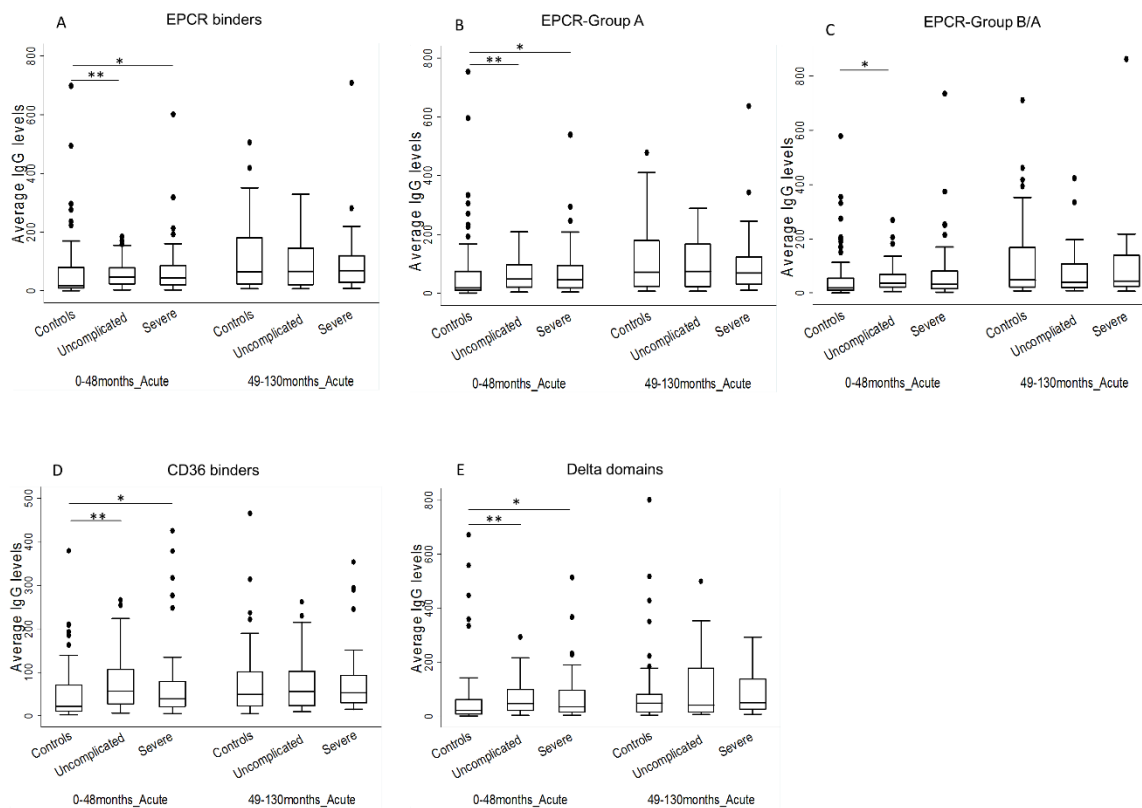 A EPCR binders
Average IgG levels
0 200 400 600 800
* **
Controls Uncomplicated Severe Controls Uncomplicated Severe
0-48months_Acute 49-130months_Acute
B EPCR-Group A
Average IgG levels
0 200 400 600 800
* **
Controls Uncomplicated Severe Controls Uncomplicated Severe
0-48months_Acute 49-130months_Acute
C EPCR-Group B/A
Average IgG levels
0 200 400 600 800
*
Controls Uncomplicated Severe Controls Uncomplicated Severe
0-48months_Acute 49-130months_Acute
D CD36 binders
Average IgG levels
0 100 200 300 400 500
* **
Controls Uncomplicated Severe Controls Uncomplicated Severe
0-48months_Acute 49-130months_Acute
E Delta domains
Average IgG levels
0 200 400 600 800
* **
Controls Uncomplicated Severe Controls Uncomplicated Severe
0-48months_Acute 49-130months_Acute